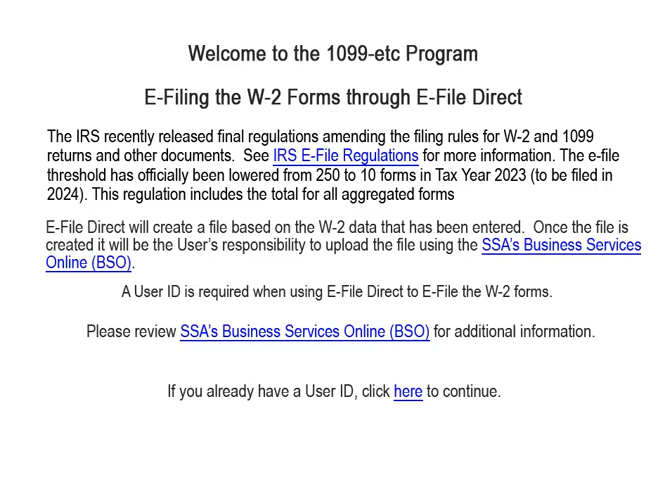 Welcome to the 1099-etc Program
E-Filing the W-2 Forms through E-File Direct
The IRS recently released final regulations amending the filing rules for W-2 and 1099
returns and other documents.  See IRS E-File Regulations for more information. The e-file
threshold has officially been lowered from 250 to 10 forms in Tax Year 2023 (to be filed in
2024). This regulation includes the total for all aggregated forms
E-File Direct will create a file based on the W-2 data that has been entered.  Once the file is
created it will be the User's responsibility to upload the file using the SSA's Business Services
Online (BSO).
A User ID is required when using E-File Direct to E-File the W-2 forms.
Please review SSA's Business Services Online (BSO) for additional information.
If you already have a User ID, click here to continue.